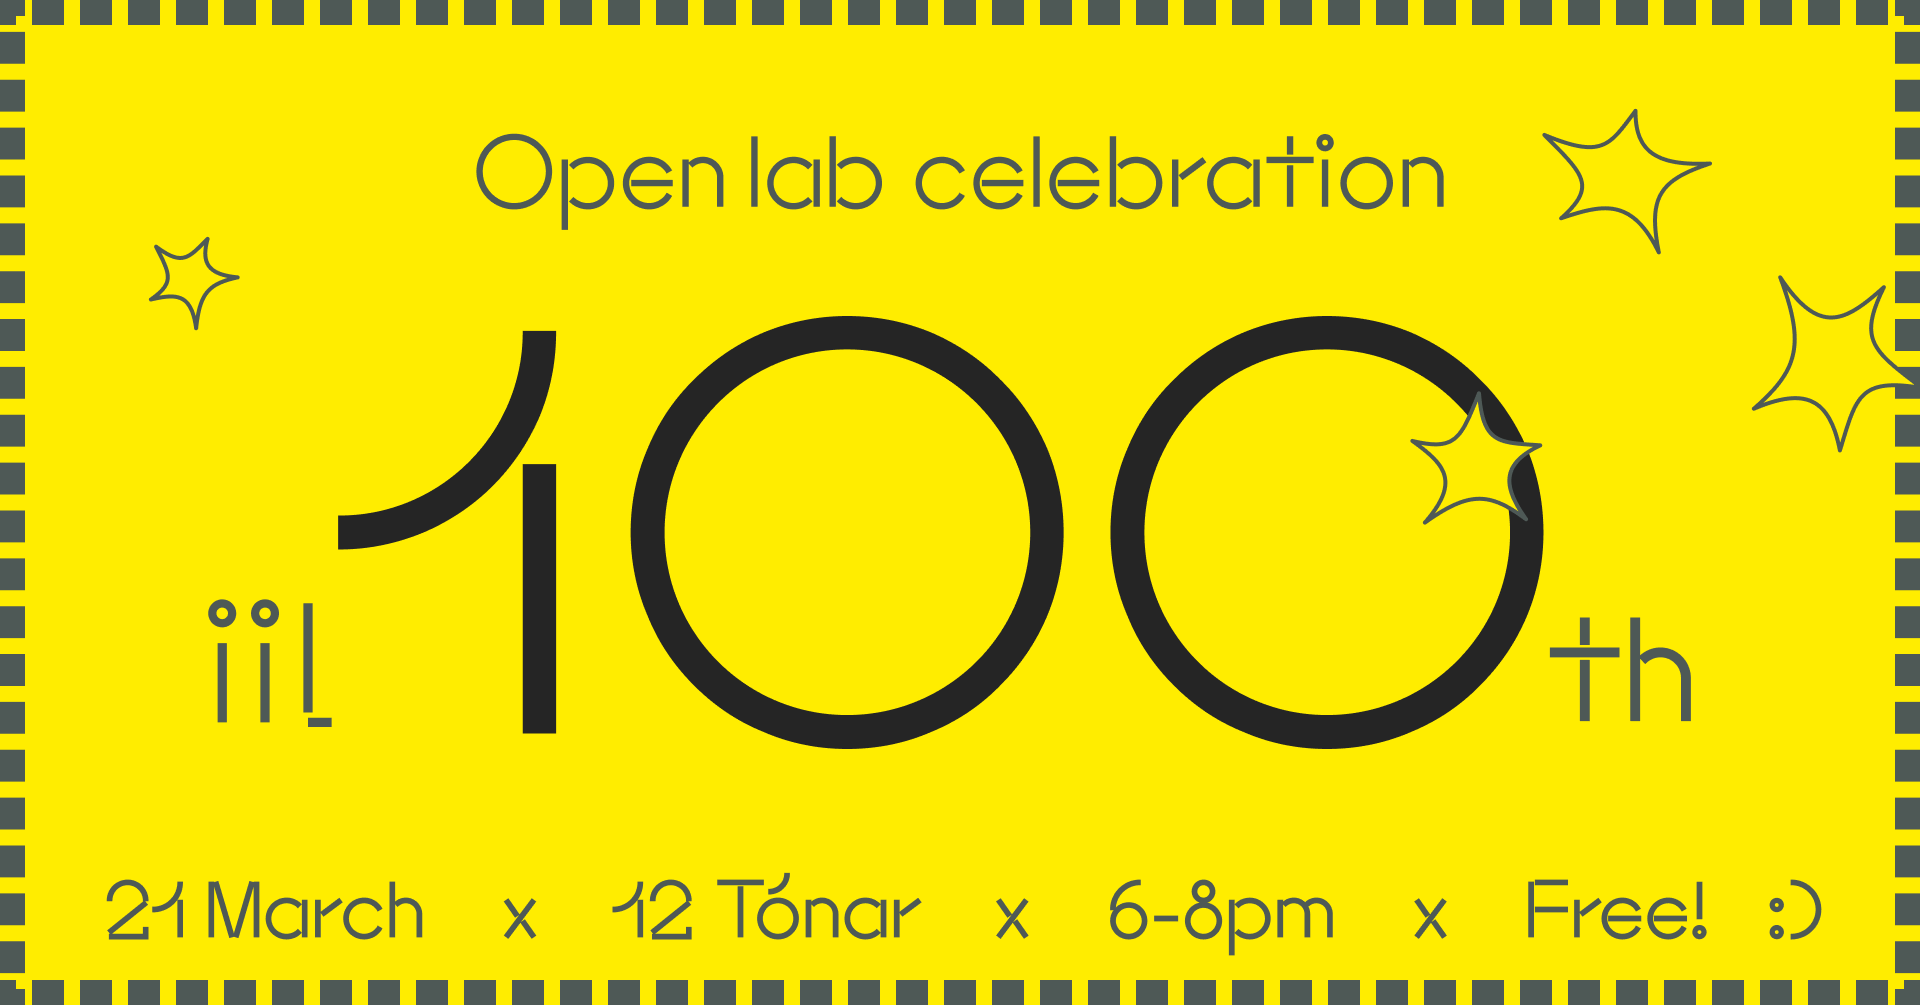 Open lab celebration
iil 100th
21 March x 12 Tónar x 6-8pm x Free! :)